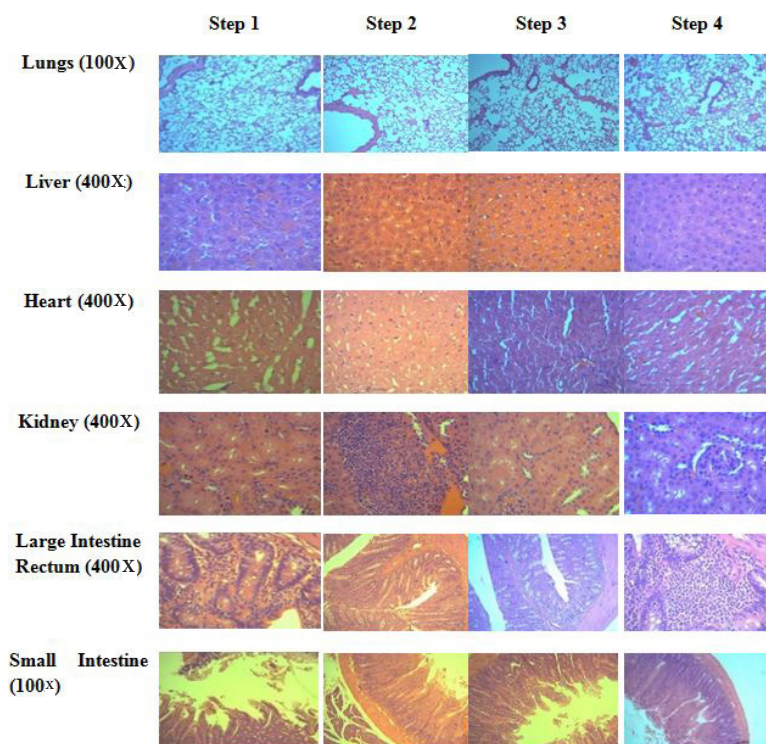 Step 1 Step 2 Step 3 Step 4
Lungs (100X)
Liver (400X)
Heart (400X)
Kidney (400X)
Large Intestine
Rectum (400X)
Small Intestine
(100x)